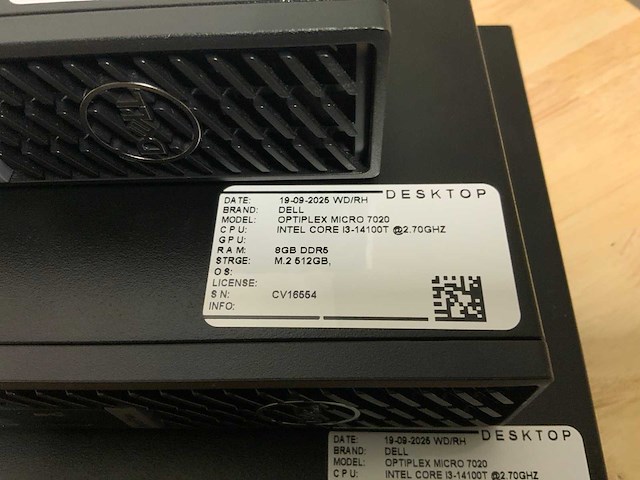 DELL
DESKTOP
DATE: 19-09-2025 WD/RH
BRAND: DELL
MODEL: OPTIPLEX MICRO 7020
CPU: INTEL CORE I3-14100T @2.70GHZ
GPU:
RAM: 8GB DDR5
STRGE: M.2 512GB,
OS:
LICENSE:
SN: CV16554
INFO:
DESKTOP
DATE: 19-09-2025 WD/RH
BRAND: DELL
MODEL: OPTIPLEX MICRO 7020
CPU: INTEL CORE I3-14100T @2.70GHZ